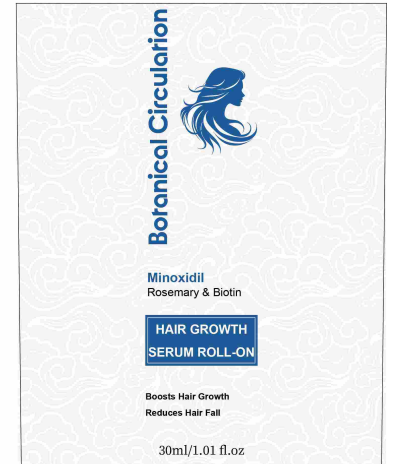 Botanical Circulation
Minoxidil
Rosemary & Biotin
HAIR GROWTH
SERUM ROLL-ON
Boosts Hair Growth
Reduces Hair Fall
30ml/1.01 fl.oz